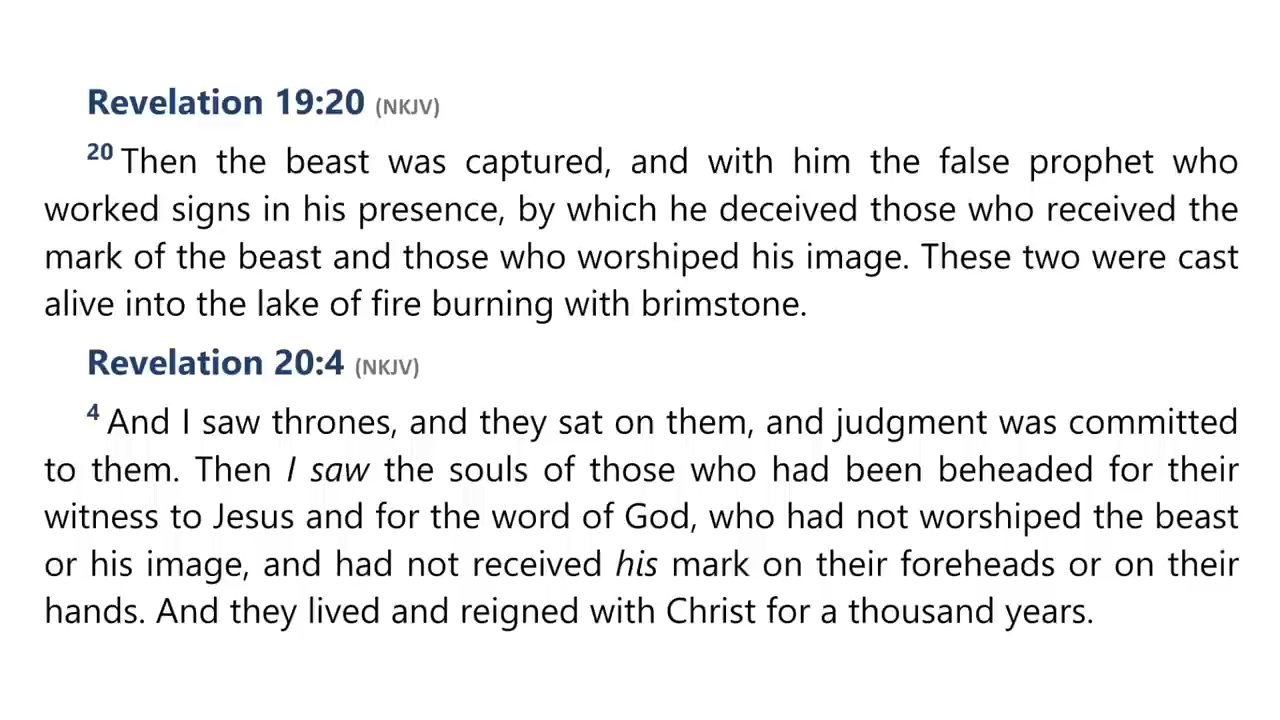 Revelation 19:20 (NKJV)
20 Then the beast was captured, and with him the false prophet who
worked signs in his presence, by which he deceived those who received the
mark of the beast and those who worshiped his image. These two were cast
alive into the lake of fire burning with brimstone.
Revelation 20:4 (NKJV)
4 And I saw thrones, and they sat on them, and judgment was committed
to them. Then I saw the souls of those who had been beheaded for their
witness to Jesus and for the word of God, who had not worshiped the beast
or his image, and had not received his mark on their foreheads or on their
hands. And they lived and reigned with Christ for a thousand years.